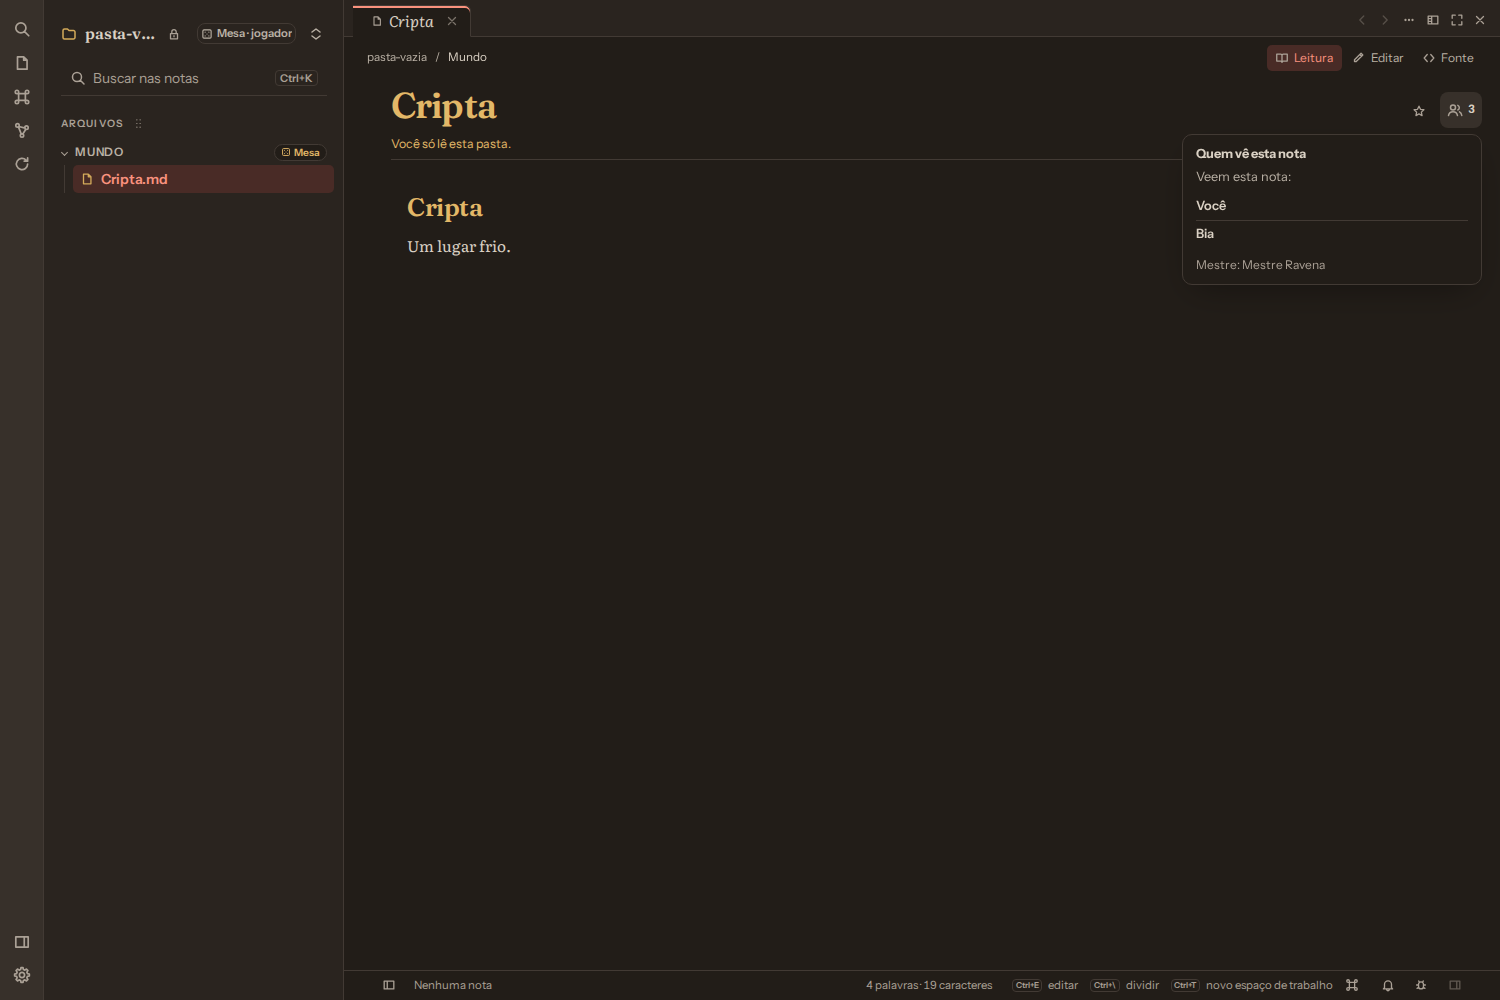 pasta-v...
Mesa·jogador
Buscar nas notas
Ctrl+K
ARQUIVOS
MUNDO
Mesa
Cripta.md
Cripta
pasta-vazia / Mundo
Leitura
Editar
Fonte
Cripta
3
Você só lê esta pasta.
Quem vê esta nota
Veem esta nota:
Você
Bia
Mestre: Mestre Ravena
Cripta
Um lugar frio.
Nenhuma nota
4 palavras·19 caracteres
Ctrl+E editar
Ctrl+\ dividir
Ctrl+T novo espaço de trabalho